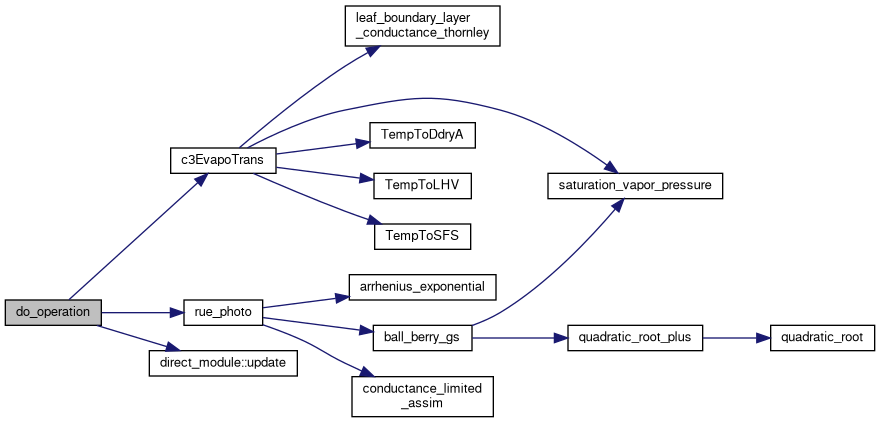 leaf_boundary_layer
_conductance_thornley
TempToDdryA
c3EvapoTrans
TempToLHV
saturation_vapor_pressure
TempToSFS
arrhenius_exponential
do_operation
rue_photo
ball_berry_gs
quadratic_root_plus
quadratic_root
direct_module::update
conductance_limited
_assim